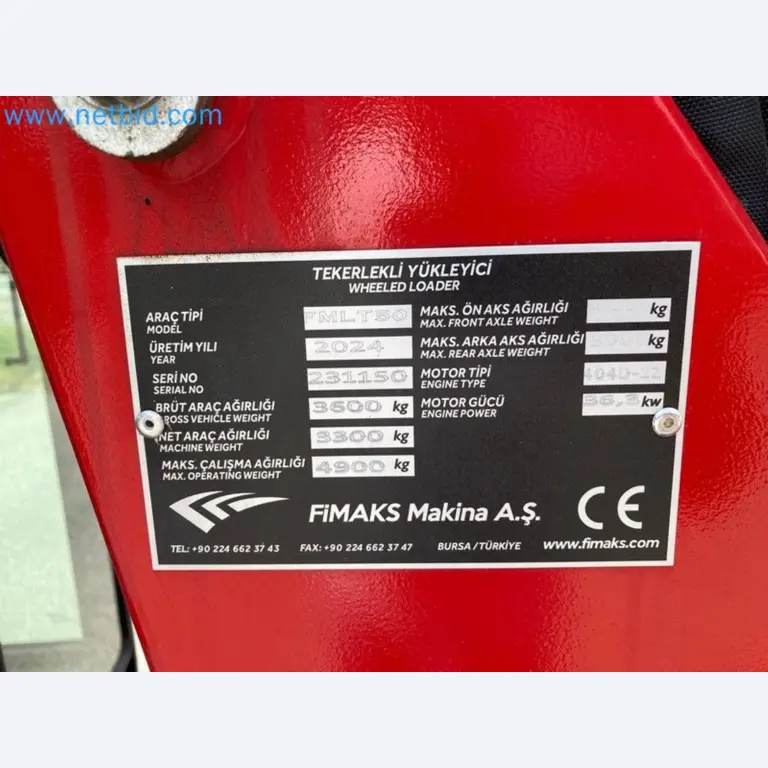 www.netbid.com
TEKERLEKLİ YÜKLEYİCİ
WHEELED LOADER
ARAÇ TİPİ
MODEL
FMLT50
ÜRETİM YILI
YEAR
2024
SERİ NO
SERIAL NO
231150
BRÜT ARAÇ AĞIRLIĞI
GROSS VEHICLE WEIGHT
3600 kg
NET ARAÇ AĞIRLIĞI
MACHINE WEIGHT
3300 kg
MAKS. ÇALIŞMA AĞIRLIĞI
MAX. OPERATING WEIGHT
4900 kg
MAKS. ÖN AKS AĞIRLIĞI
MAX. FRONT AXLE WEIGHT
kg
MAKS. ARKA AKS AĞIRLIĞI
MAX. REAR AXLE WEIGHT
kg
MOTOR TİPİ
ENGINE TYPE
404D-22
MOTOR GÜCÜ
ENGINE POWER
36,3 kw
FiMAKS Makina A.Ş.
CE
TEL: +90 224 662 37 43 FAX: +90 224 662 37 47 BURSA / TÜRKİYE www.fimaks.com